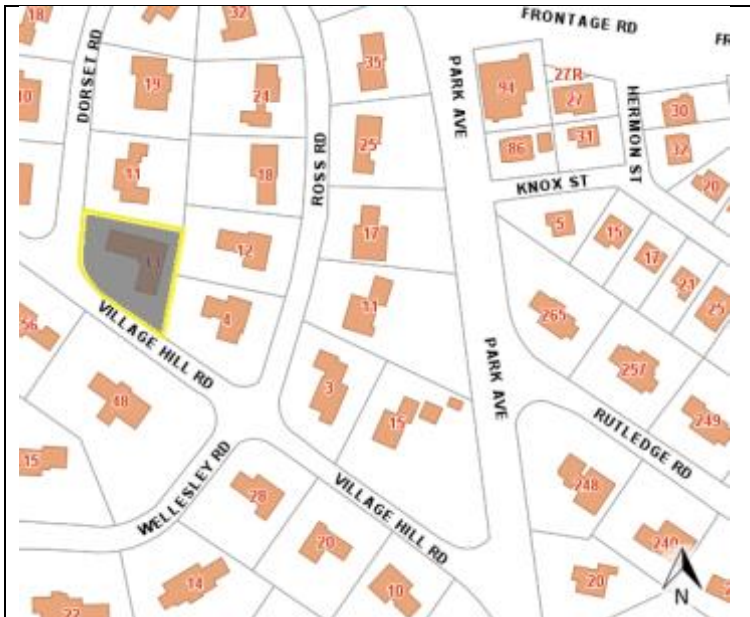 FRONTAGE RD
FR
18
32
35
DORSET RD
19
24
94
27R
27
10
PARK AVE
HERMON ST
30
25
86
31
32
11
18
ROSS RD
KNOX ST
20
12
17
5
15
17
21
25
4
11
265
VILLAGE HILL RD
56
257
PARK AVE
48
3
15
249
RUTLEDGE RD
15
WELLESLEY RD
28
VILLAGE HILL RD
248
20
240
14
10
20
22
N